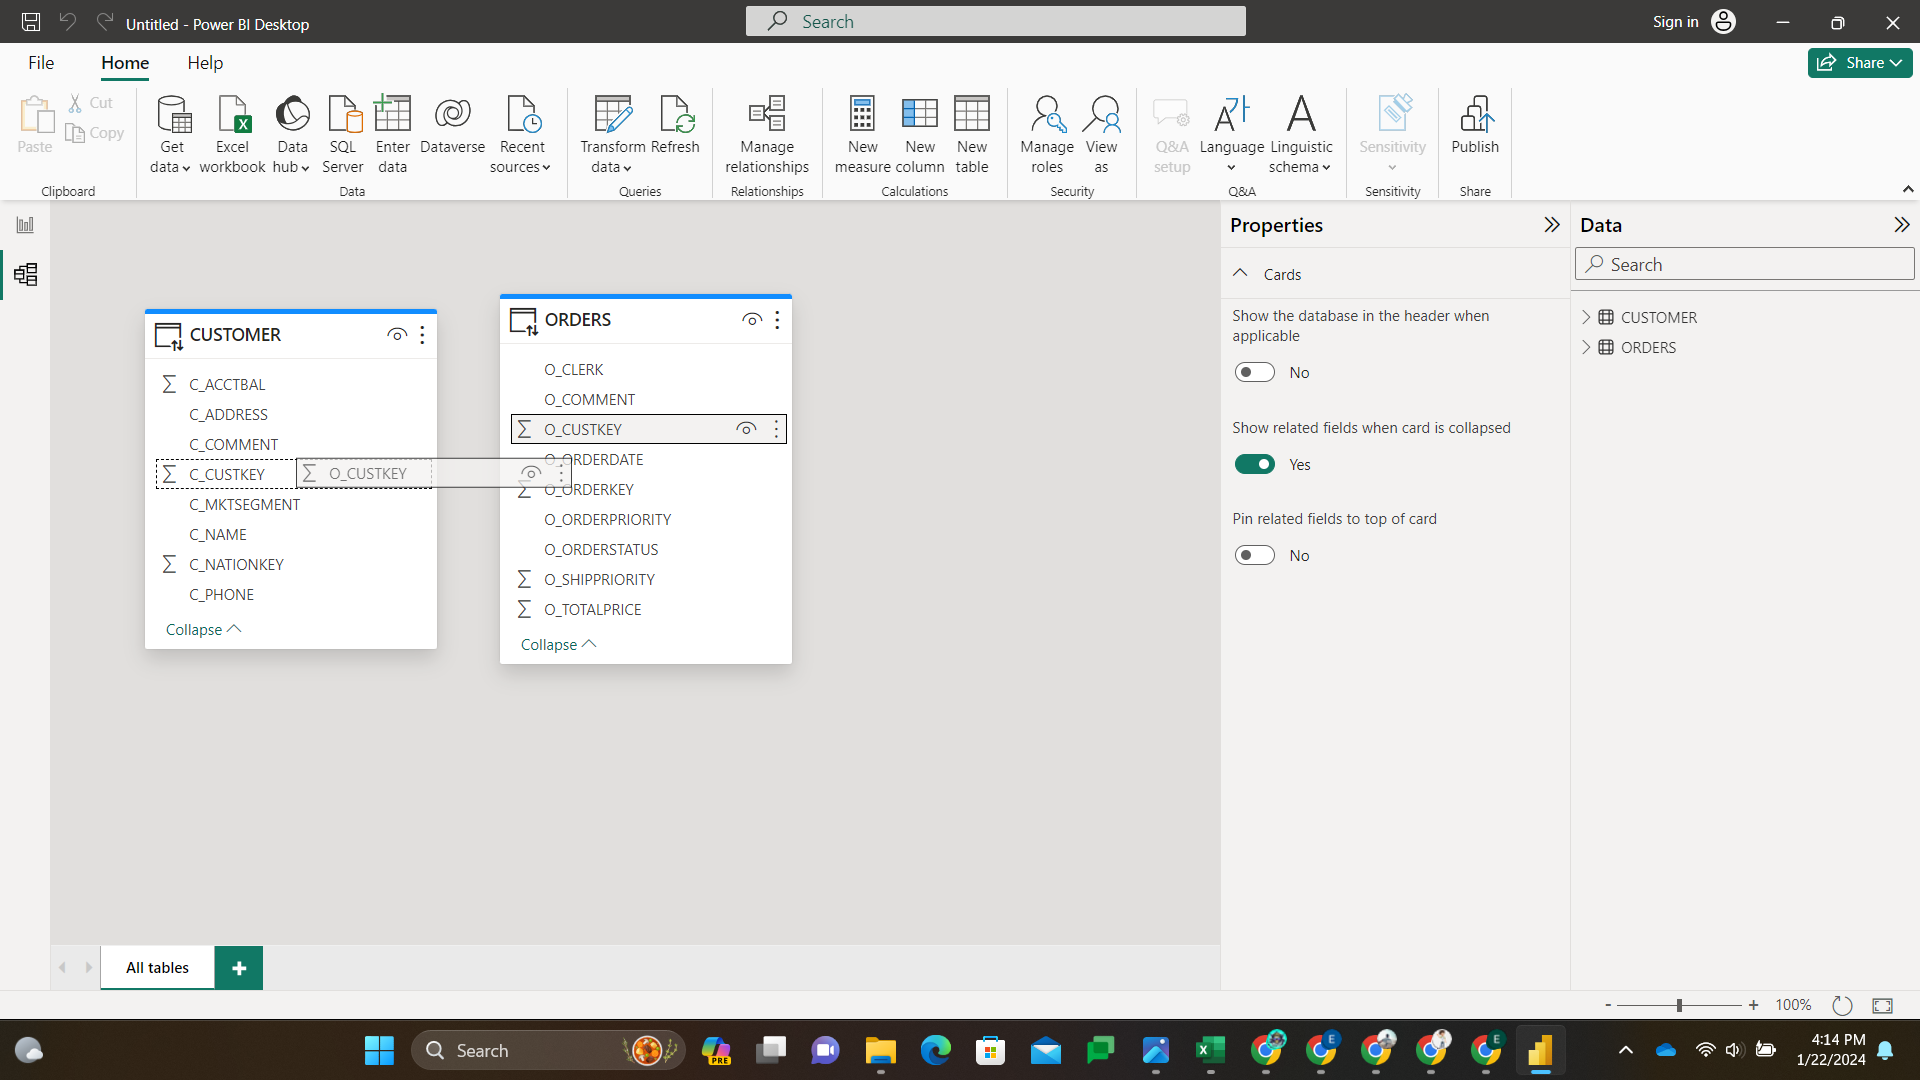 Untitled - Power BI Desktop
Search
Sign in
File
Home
Help
Share
Paste
Cut
Copy
Clipboard
Get data
Excel workbook
Data hub
SQL Server
Enter data
Dataverse
Recent sources
Data
Transform data
Refresh
Queries
Manage relationships
Relationships
New measure
New column
New table
Calculations
Manage roles
View as
Security
Q&A setup
Language
Linguistic schema
Q&A
Sensitivity
Sensitivity
Publish
Share
CUSTOMER
C_ACCTBAL
C_ADDRESS
C_COMMENT
C_CUSTKEY
O_CUSTKEY
C_MKTSEGMENT
C_NAME
C_NATIONKEY
C_PHONE
Collapse
ORDERS
O_CLERK
O_COMMENT
O_CUSTKEY
O_ORDERDATE
O_ORDERKEY
O_ORDERPRIORITY
O_ORDERSTATUS
O_SHIPPRIORITY
O_TOTALPRICE
Collapse
Properties
Cards
Show the database in the header when
applicable
No
Show related fields when card is collapsed
Yes
Pin related fields to top of card
No
Data
Search
CUSTOMER
ORDERS
All tables
+
- + 100%
Search
PRE
E
E
4:14 PM
1/22/2024